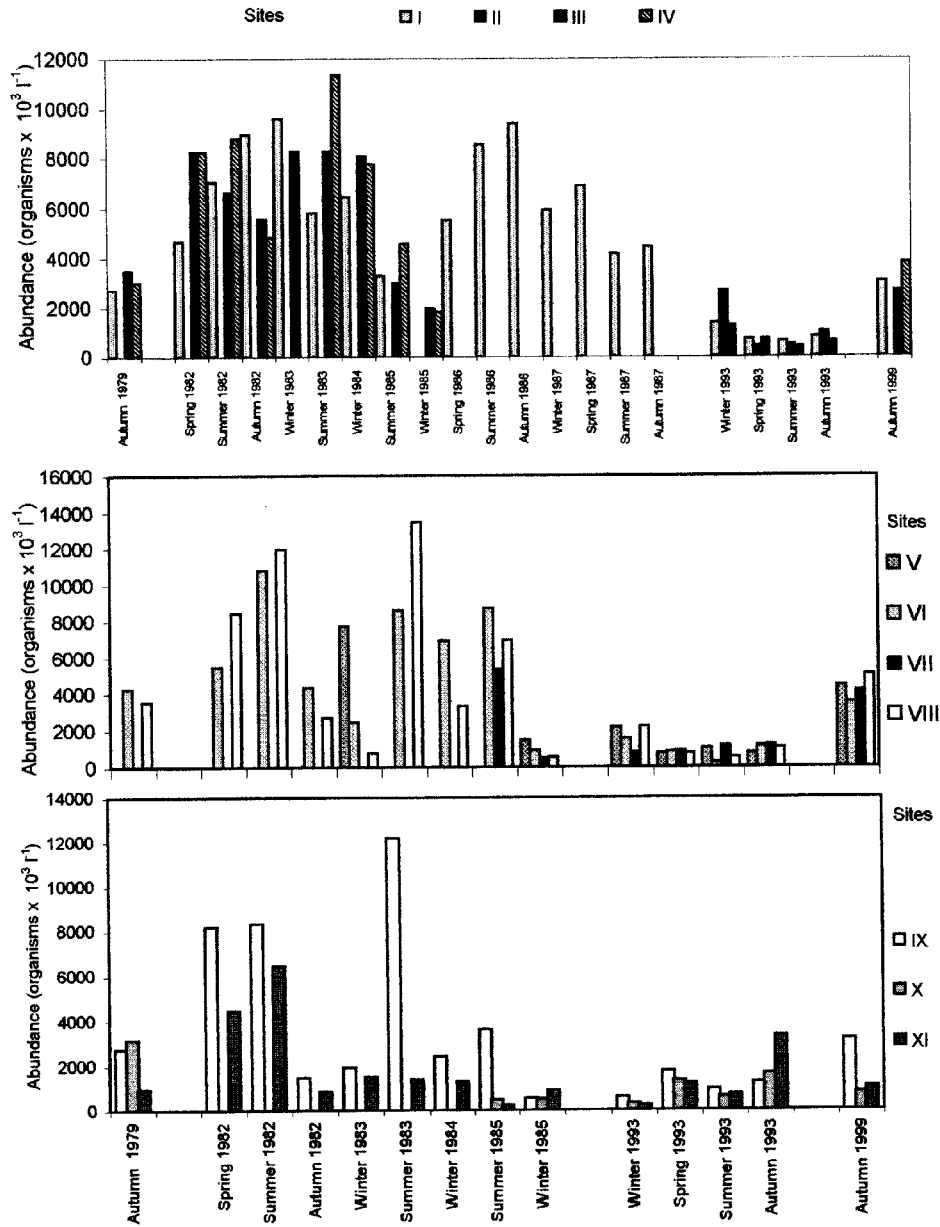 Sites I II III IV
Abundance (organisms x 10³ l⁻¹)
12000
10000
8000
6000
4000
2000
0
Autumn 1979
Spring 1982
Summer 1982
Autumn 1982
Winter 1983
Summer 1983
Winter 1984
Summer 1985
Winter 1985
Spring 1986
Summer 1986
Autumn 1986
Winter 1987
Spring 1987
Summer 1987
Autumn 1987
Winter 1993
Spring 1993
Summer 1993
Autumn 1993
Autumn 1999
Abundance (organisms x 10³ l⁻¹)
16000
14000
12000
10000
8000
6000
4000
2000
0
Sites
V
VI
VII
VIII
Abundance (organisms x 10³ l⁻¹)
14000
12000
10000
8000
6000
4000
2000
0
Sites
IX
X
XI
Autumn 1979
Spring 1982
Summer 1982
Autumn 1982
Winter 1983
Summer 1983
Winter 1984
Summer 1985
Winter 1985
Winter 1993
Spring 1993
Summer 1993
Autumn 1993
Autumn 1999